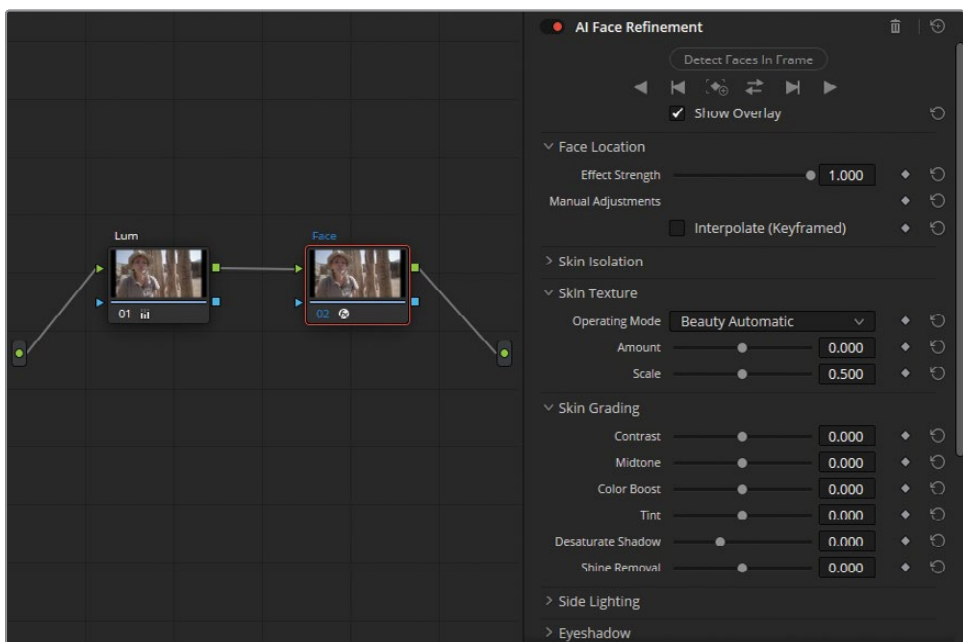 AI Face Refinement
Detect Faces In Frame
Show Overlay
Face Location
Effect Strength 1.000
Manual Adjustments
Interpolate (Keyframed)
Skin Isolation
Skin Texture
Operating Mode Beauty Automatic
Amount 0.000
Scale 0.500
Skin Grading
Contrast 0.000
Midtone 0.000
Color Boost 0.000
Tint 0.000
Desaturate Shadow 0.000
Shine Removal 0.000
Side Lighting
Eyeshadow
Lum
Face
01
02